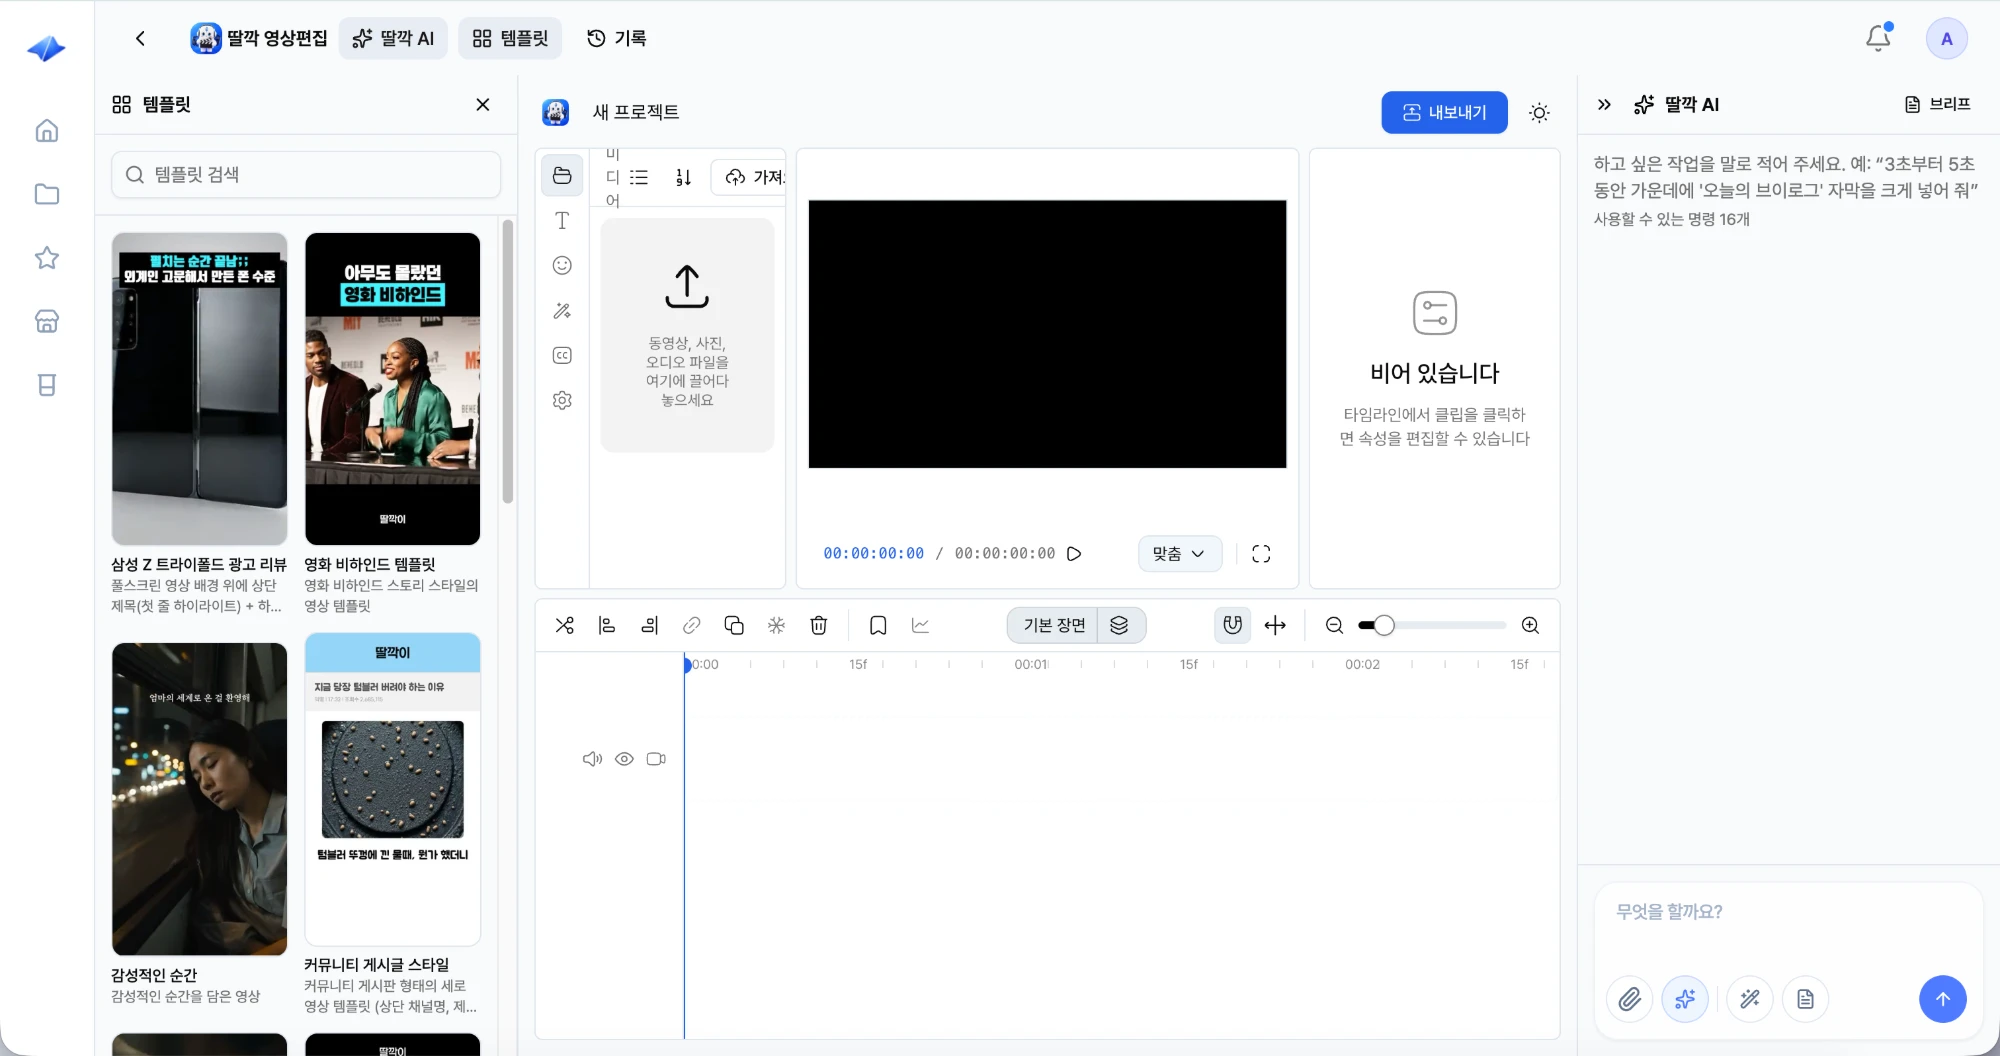 딸깍 영상편집
딸깍 AI
템플릿
기록
A
템플릿
템플릿 검색
펼치는 순간 끝남;;
외계인 고문해서 만든 폰 수준
삼성 Z 트라이폴드 광고 리뷰
풀스크린 영상 배경 위에 상단
제목(첫 줄 하이라이트) + 하...
아무도 몰랐던
영화 비하인드
딸깍이
영화 비하인드 템플릿
영화 비하인드 스토리 스타일의
영상 템플릿
엄마의 세계로 온 걸 환영해
감성적인 순간
감성적인 순간을 담은 영상
딸깍이
지금 당장 텀블러 버려야 하는 이유
텀블러 뚜껑에 낀 물때, 뭔가 했더니
커뮤니티 게시글 스타일
커뮤니티 게시판 형태의 세로
영상 템플릿 (상단 채널명, 제...
딸깍이
새 프로젝트
내보내기
미디어
가져
동영상, 사진,
오디오 파일을
여기에 끌어다
놓으세요
00:00:00:00 / 00:00:00:00
맞춤
비어 있습니다
타임라인에서 클립을 클릭하
면 속성을 편집할 수 있습니다
기본 장면
0:00 15f 00:01 15f 00:02 15f
딸깍 AI
브리프
하고 싶은 작업을 말로 적어 주세요. 예: “3초부터 5초
동안 가운데에 '오늘의 브이로그' 자막을 크게 넣어 줘”
사용할 수 있는 명령 16개
무엇을 할까요?